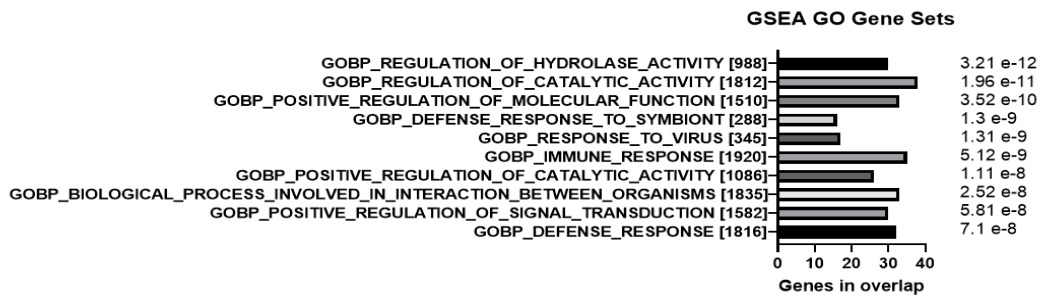 GSEA GO Gene Sets
GOBP_REGULATION_OF_HYDROLASE_ACTIVITY [988] 3.21 e-12
GOBP_REGULATION_OF_CATALYTIC_ACTIVITY [1812] 1.96 e-11
GOBP_POSITIVE_REGULATION_OF_MOLECULAR_FUNCTION [1510] 3.52 e-10
GOBP_DEFENSE_RESPONSE_TO_SYMBIONT [288] 1.3 e-9
GOBP_RESPONSE_TO_VIRUS [345] 1.31 e-9
GOBP_IMMUNE_RESPONSE [1920] 5.12 e-9
GOBP_POSITIVE_REGULATION_OF_CATALYTIC_ACTIVITY [1086] 1.11 e-8
GOBP_BIOLOGICAL_PROCESS_INVOLVED_IN_INTERACTION_BETWEEN_ORGANISMS [1835] 2.52 e-8
GOBP_POSITIVE_REGULATION_OF_SIGNAL_TRANSDUCTION [1582] 5.81 e-8
GOBP_DEFENSE_RESPONSE [1816] 7.1 e-8
0 10 20 30 40
Genes in overlap